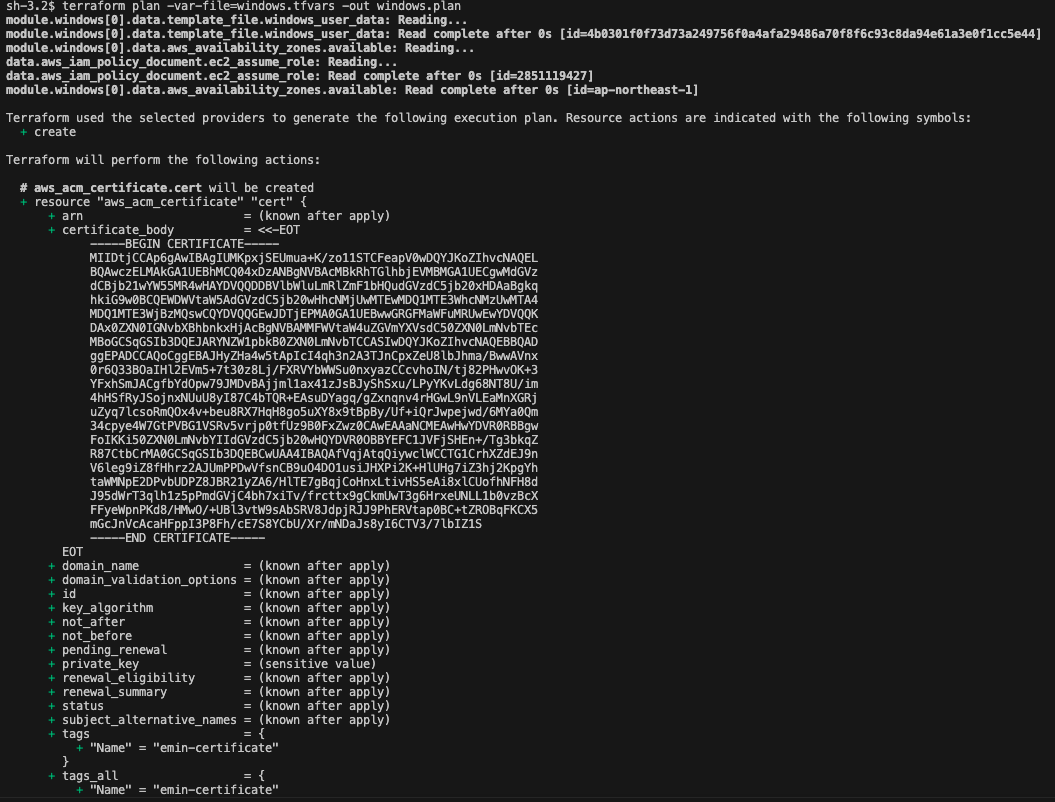 sh-3.2$ terraform plan -var-file=windows.tfvars -out windows.plan
module.windows[0].data.template_file.windows_user_data: Reading...
module.windows[0].data.template_file.windows_user_data: Read complete after 0s [id=4b0301f0f73d73a249756f0a4afa29486a70f8f6c93c8da94e61a3e0f1cc5e44]
module.windows[0].data.aws_availability_zones.available: Reading...
data.aws_iam_policy_document.ec2_assume_role: Reading...
data.aws_iam_policy_document.ec2_assume_role: Read complete after 0s [id=2851119427]
module.windows[0].data.aws_availability_zones.available: Read complete after 0s [id=ap-northeast-1]
Terraform used the selected providers to generate the following execution plan. Resource actions are indicated with the following symbols:
+ create
Terraform will perform the following actions:
# aws_acm_certificate.cert will be created
+ resource "aws_acm_certificate" "cert" {
+ arn = (known after apply)
+ certificate_body = <<-EOT
-----BEGIN CERTIFICATE-----
MIIDtjCCAp6gAwIBAgIUMKpxjSEUmua+K/zo11STCFeapV0wDQYJKoZIhvcNAQEL
BQAwczELMAkGA1UEBhMCQ04xDzANBgNVBAcMBkRhTGlhbjEVMBMGA1UECgwMdGVz
dCBjb21wYW55MR4wHAYDVQQDDBVlbWluLmRlZmF1bHQudGVzdC5jb20xHDAaBgkq
hkiG9w0BCQEWDWVtaW5AdGVzdC5jb20wHhcNMjUwMTEwMDQ1MTE3WhcNMzUwMTA4
MDQ1MTE3WjBzMQswCQYDVQQGEwJDTjEPMA0GA1UEBwwGRGFMaWFuMRUwEwYDVQQK
DAx0ZXN0IGNvbXBhbnkxHjAcBgNVBAMMFWVtaW4uZGVmYXVsdC50ZXN0LmNvbTEc
MBoGCSqGSIb3DQEJARYNZW1pbkB0ZXN0LmNvbTCCASIwDQYJKoZIhvcNAQEBBQAD
ggEPADCCAQoCggEBAJHyZHa4w5tApIcI4qh3n2A3TJnCpxZeU8lbJhma/BwwAVnx
0r6Q33BOaIHl2EVm5+7t30z8Lj/FXRVYbWWSu0nxyazCCcvhoIN/tj82PHwvOK+3
YFxhSmJACgfbYdOpw79JMDvBAjjml1ax41zJsBJyShSxu/LPyYKvLdg68NT8U/im
4hHSfRyJSojnxNUuU8yI87C4bTQR+EAsuDYagq/gZxnqnv4rHGwL9nVLEaMnXGRj
uZyq7lcsoRmQOx4v+beu8RX7HqH8go5uXY8x9tBpBy/Uf+iQrJwpejwd/6MYa0Qm
34cpye4W7GtPVBG1VSRv5vrjp0tfUz9B0FxZwz0CAwEAAaNCMEAwHwYDVR0RBBgw
FoIKKi50ZXN0LmNvbYIIdGVzdC5jb20wHQYDVR0OBBYEFC1JVFjSHEn+/Tg3bkqZ
R87CtbCrMA0GCSqGSIb3DQEBCwUAA4IBAQAfVqjAtqQiywclWCCTG1CrhXZdEJ9n
V6leg9iZ8fHhrz2AJUmPPDwVfsnCB9uO4DO1usiJHXPi2K+HlUHg7iZ3hj2KpgYh
taWMNpE2DPvbUDPZ8JBR21yZA6/HlTE7gBqjCoHnxLtivHS5eAi8xlCUofhNFH8d
J95dWrT3qlh1z5pPmdGVjC4bh7xiTv/frcttx9gCkmUwT3g6HrxeUNLL1b0vzBcX
FFyeWpnPKd8/HMwO/+UBl3vtW9sAbSRV8JdpjRJJ9PhERVtap0BC+tZROBqFKCX5
mGcJnVcAcaHFppI3P8Fh/cE7S8YCbU/Xr/mNDaJs8yI6CTV3/7lbIZ1S
-----END CERTIFICATE-----
EOT
+ domain_name = (known after apply)
+ domain_validation_options = (known after apply)
+ id = (known after apply)
+ key_algorithm = (known after apply)
+ not_after = (known after apply)
+ not_before = (known after apply)
+ pending_renewal = (known after apply)
+ private_key = (sensitive value)
+ renewal_eligibility = (known after apply)
+ renewal_summary = (known after apply)
+ status = (known after apply)
+ subject_alternative_names = (known after apply)
+ tags = {
+ "Name" = "emin-certificate"
}
+ tags_all = {
+ "Name" = "emin-certificate"